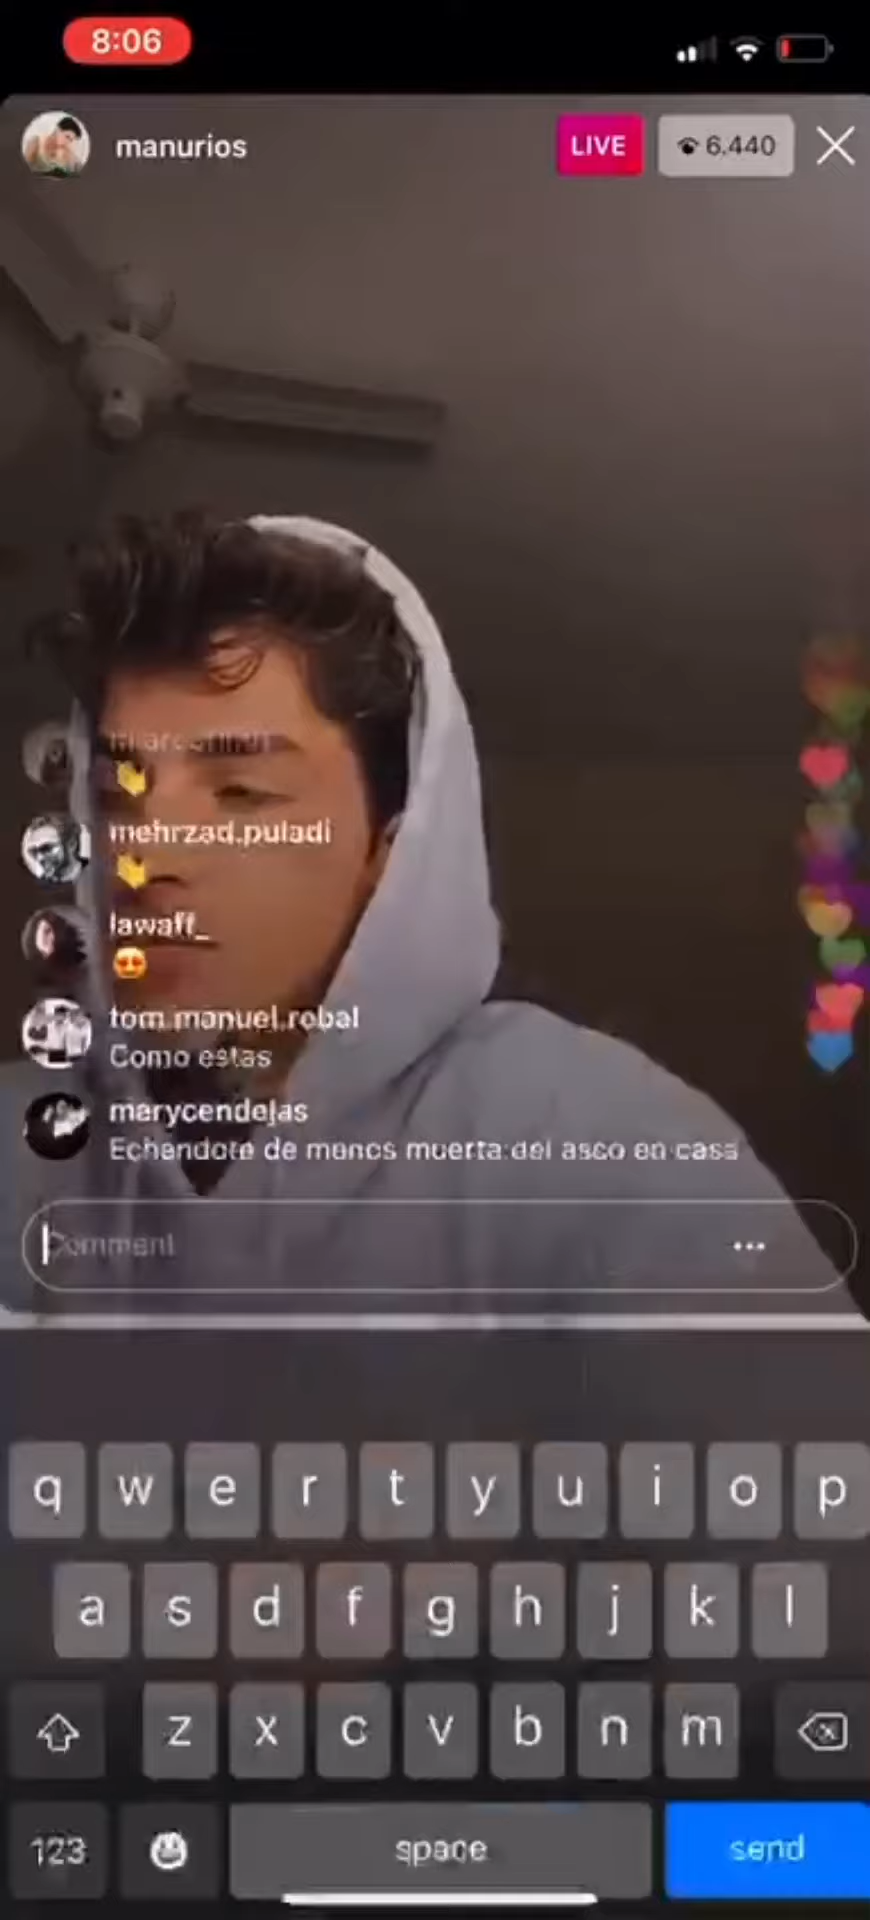 8:06
manurios
LIVE
6.440
mehrzad.puladi
lawaff_
tom.manuel.robal
Como estas
marycendejas
Echandote de menos muerta del asco en casa
Comment
q w e r t y u i o p
a s d f g h j k l
z x c v b n m
123
space
send